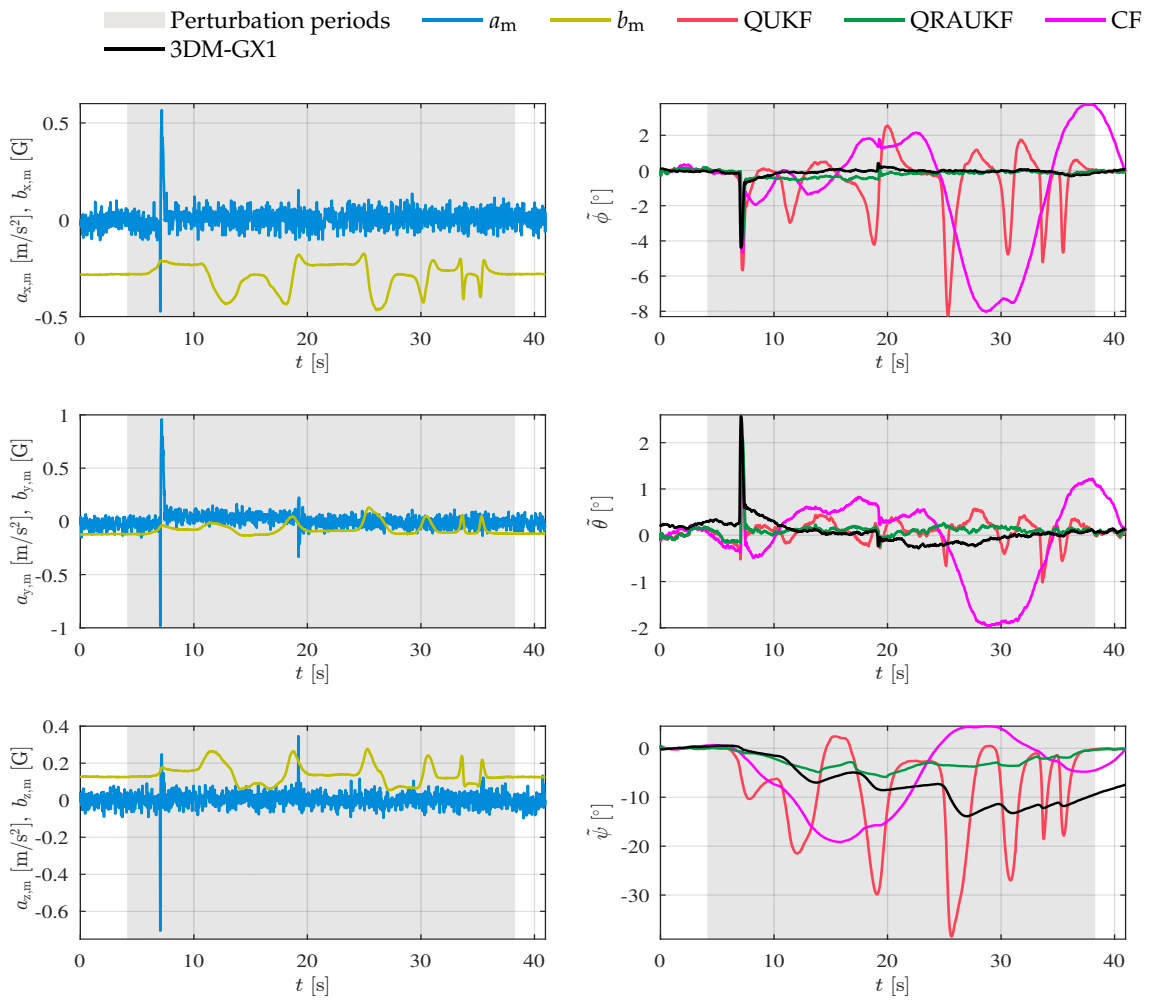 Perturbation periods a_m b_m QUKF QRAUKF CF
3DM-GX1
a_x,m [m/s²], b_x,m [G]
0.5
0
-0.5
0 10 20 30 40
t [s]
ϕ̃ [°]
2
0
-2
-4
-6
-8
0 10 20 30 40
t [s]
a_y,m [m/s²], b_y,m [G]
1
0.5
0
-0.5
-1
0 10 20 30 40
t [s]
θ̃ [°]
2
1
0
-1
-2
0 10 20 30 40
t [s]
a_z,m [m/s²], b_z,m [G]
0.4
0.2
0
-0.2
-0.4
-0.6
0 10 20 30 40
t [s]
ψ̃ [°]
0
-10
-20
-30
0 10 20 30 40
t [s]